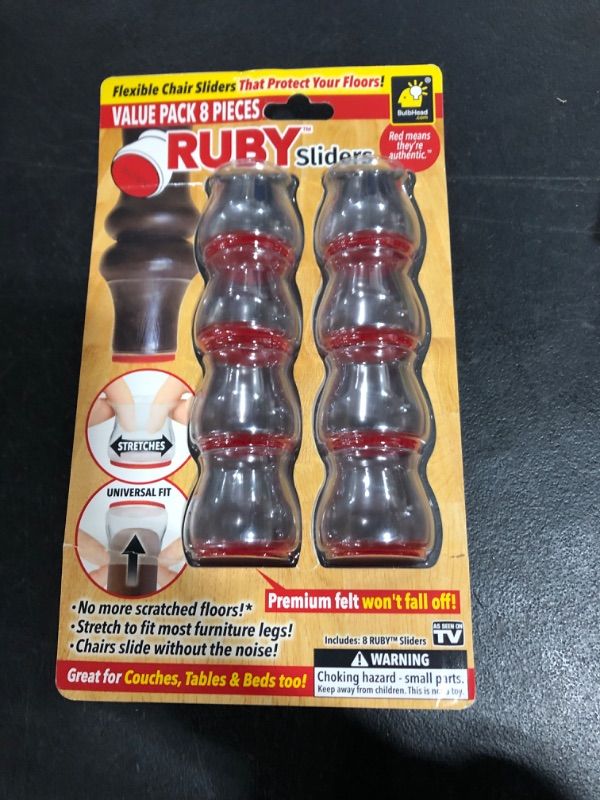 Flexible Chair Sliders That Protect Your Floors!
BulbHead
.com
VALUE PACK 8 PIECES
RUBY™
Sliders
Red means
they're
authentic.™
STRETCHES
UNIVERSAL FIT
Premium felt won't fall off!
•No more scratched floors!*
•Stretch to fit most furniture legs!
•Chairs slide without the noise!
Includes: 8 RUBY™ Sliders
AS SEEN ON
TV
WARNING
Choking hazard - small parts.
Keep away from children. This is not a toy.
Great for Couches, Tables & Beds too!